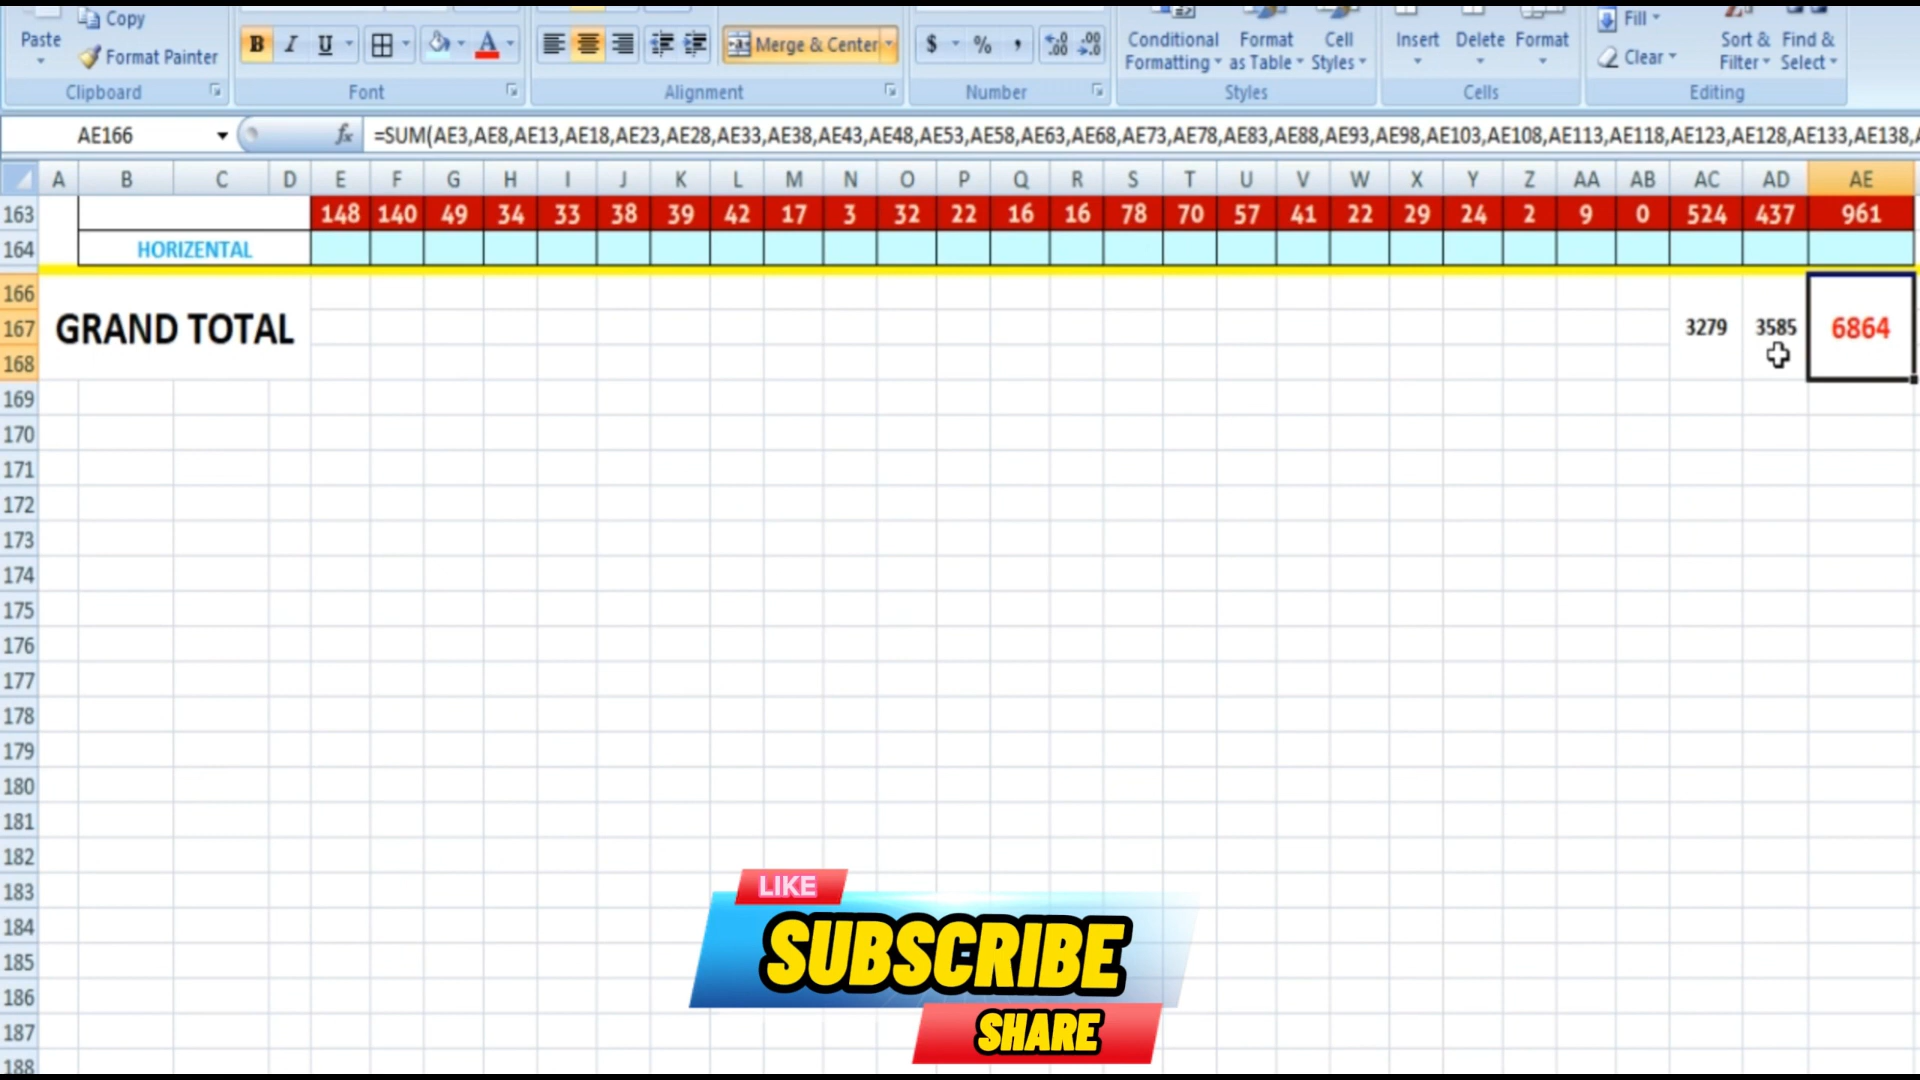 Copy
Paste
Format Painter
B I U A
Merge & Center
$ % ,
Conditional Formatting
Format as Table
Cell Styles
Insert Delete Format
Fill
Clear
Sort & Filter
Find & Select
Clipboard Font Alignment Number Styles Cells Editing
AE166 fx =SUM(AE3,AE8,AE13,AE18,AE23,AE28,AE33,AE38,AE43,AE48,AE53,AE58,AE63,AE68,AE73,AE78,AE83,AE88,AE93,AE98,AE103,AE108,AE113,AE118,AE123,AE128,AE133,AE138,
A B C D E F G H I J K L M N O P Q R S T U V W X Y Z AA AB AC AD AE
163 148 140 49 34 33 38 39 42 17 3 32 22 16 16 78 70 57 41 22 29 24 2 9 0 524 437 961
164 HORIZENTAL
166
167 GRAND TOTAL 3279 3585 6864
168
169
170
171
172
173
174
175
176
177
178
179
180
181
182
183
184
185
186
187
188
LIKE
SUBSCRIBE
SHARE